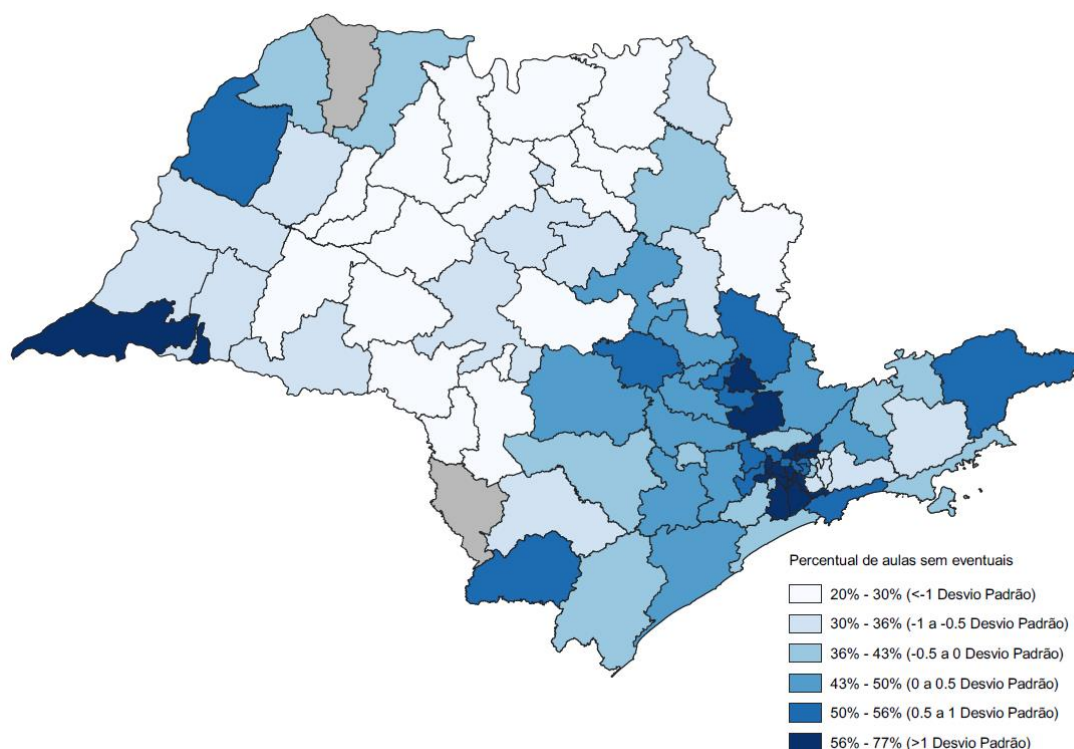 Percentual de aulas sem eventuais
20% - 30% (<-1 Desvio Padrão)
30% - 36% (-1 a -0.5 Desvio Padrão)
36% - 43% (-0.5 a 0 Desvio Padrão)
43% - 50% (0 a 0.5 Desvio Padrão)
50% - 56% (0.5 a 1 Desvio Padrão)
56% - 77% (>1 Desvio Padrão)